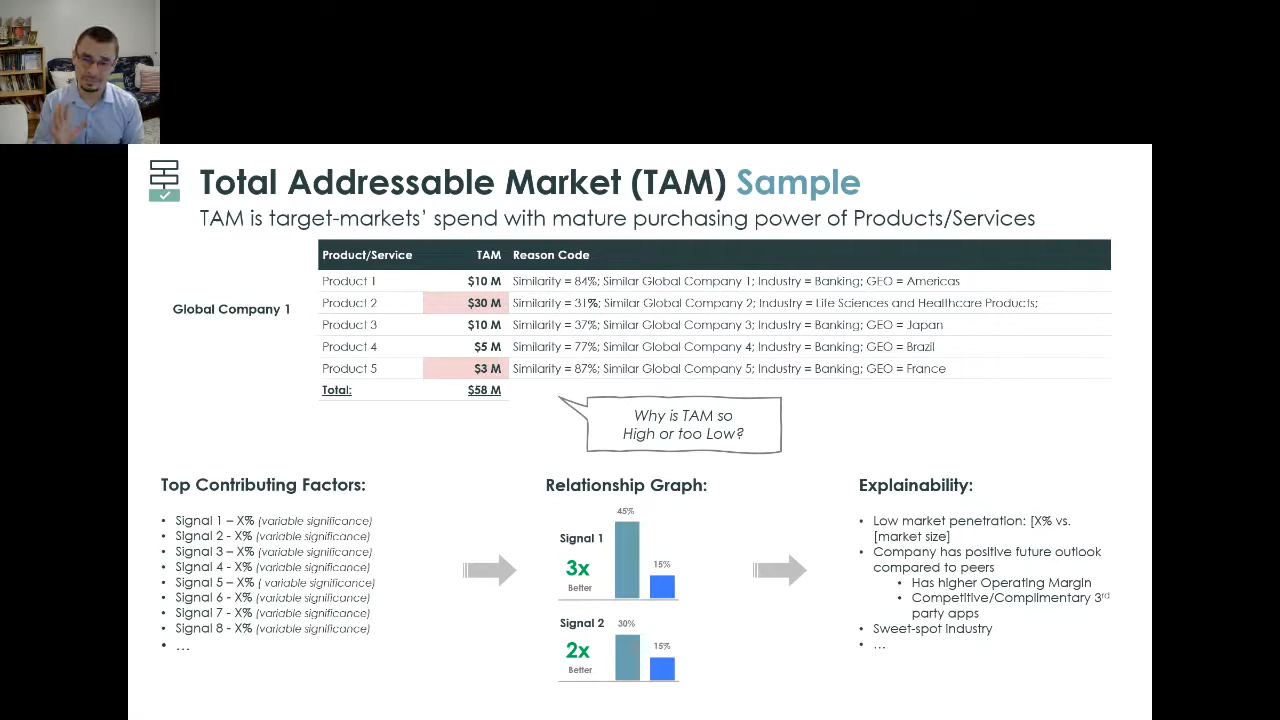 Total Addressable Market (TAM) Sample
TAM is target-markets' spend with mature purchasing power of Products/Services
Product/Service TAM Reason Code
Product 1 $10 M Similarity = 84%; Similar Global Company 1; Industry = Banking; GEO = Americas
Global Company 1
Product 2 $30 M Similarity = 31%; Similar Global Company 2; Industry = Life Sciences and Healthcare Products;
Product 3 $10 M Similarity = 37%; Similar Global Company 3; Industry = Banking; GEO = Japan
Product 4 $5 M Similarity = 77%; Similar Global Company 4; Industry = Banking; GEO = Brazil
Product 5 $3 M Similarity = 87%; Similar Global Company 5; Industry = Banking; GEO = France
Total: $58 M
Why is TAM so
High or too Low?
Top Contributing Factors:
• Signal 1 – X% (variable significance)
• Signal 2 - X% (variable significance)
• Signal 3 – X% (variable significance)
• Signal 4 - X% (variable significance)
• Signal 5 – X% ( variable significance)
• Signal 6 - X% (variable significance)
• Signal 7 - X% (variable significance)
• Signal 8 - X% (variable significance)
• ...
Relationship Graph:
45%
Signal 1
3x
Better
15%
Signal 2
30%
2x
Better
15%
Explainability:
• Low market penetration: [X% vs.
[market size]
• Company has positive future outlook
compared to peers
• Has higher Operating Margin
• Competitive/Complimentary 3rd
party apps
• Sweet-spot industry
• ...